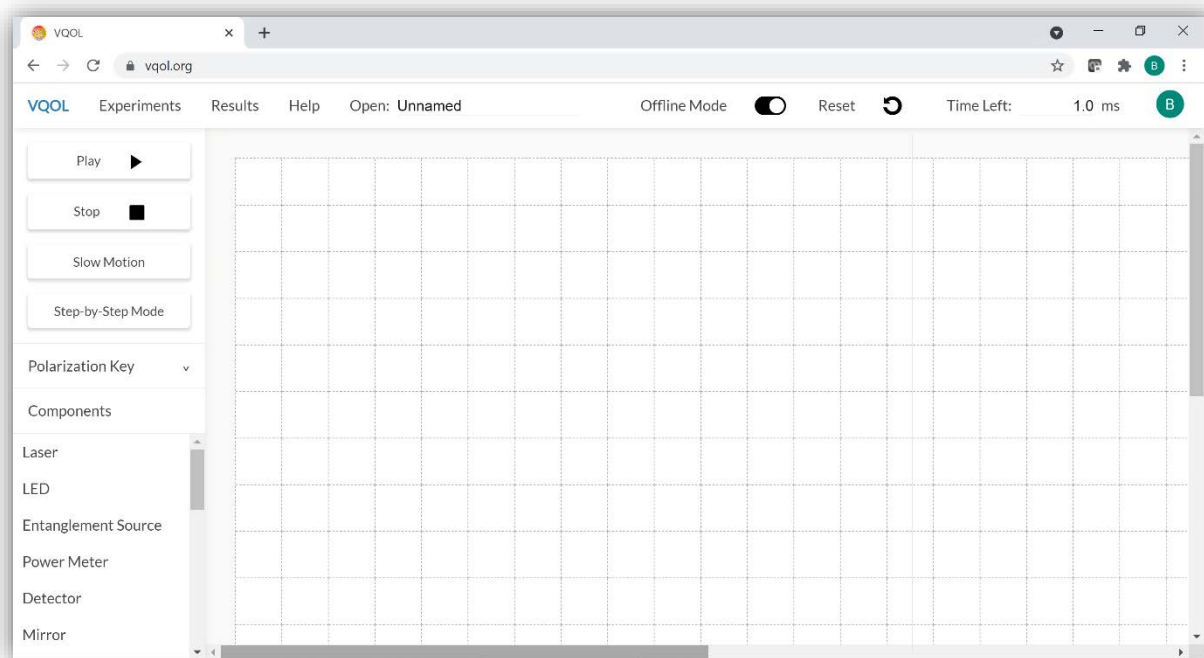 VQOL
vqol.org
B
VQOL Experiments Results Help Open: Unnamed Offline Mode Reset Time Left: 1.0 ms B
Play
Stop
Slow Motion
Step-by-Step Mode
Polarization Key
Components
Laser
LED
Entanglement Source
Power Meter
Detector
Mirror